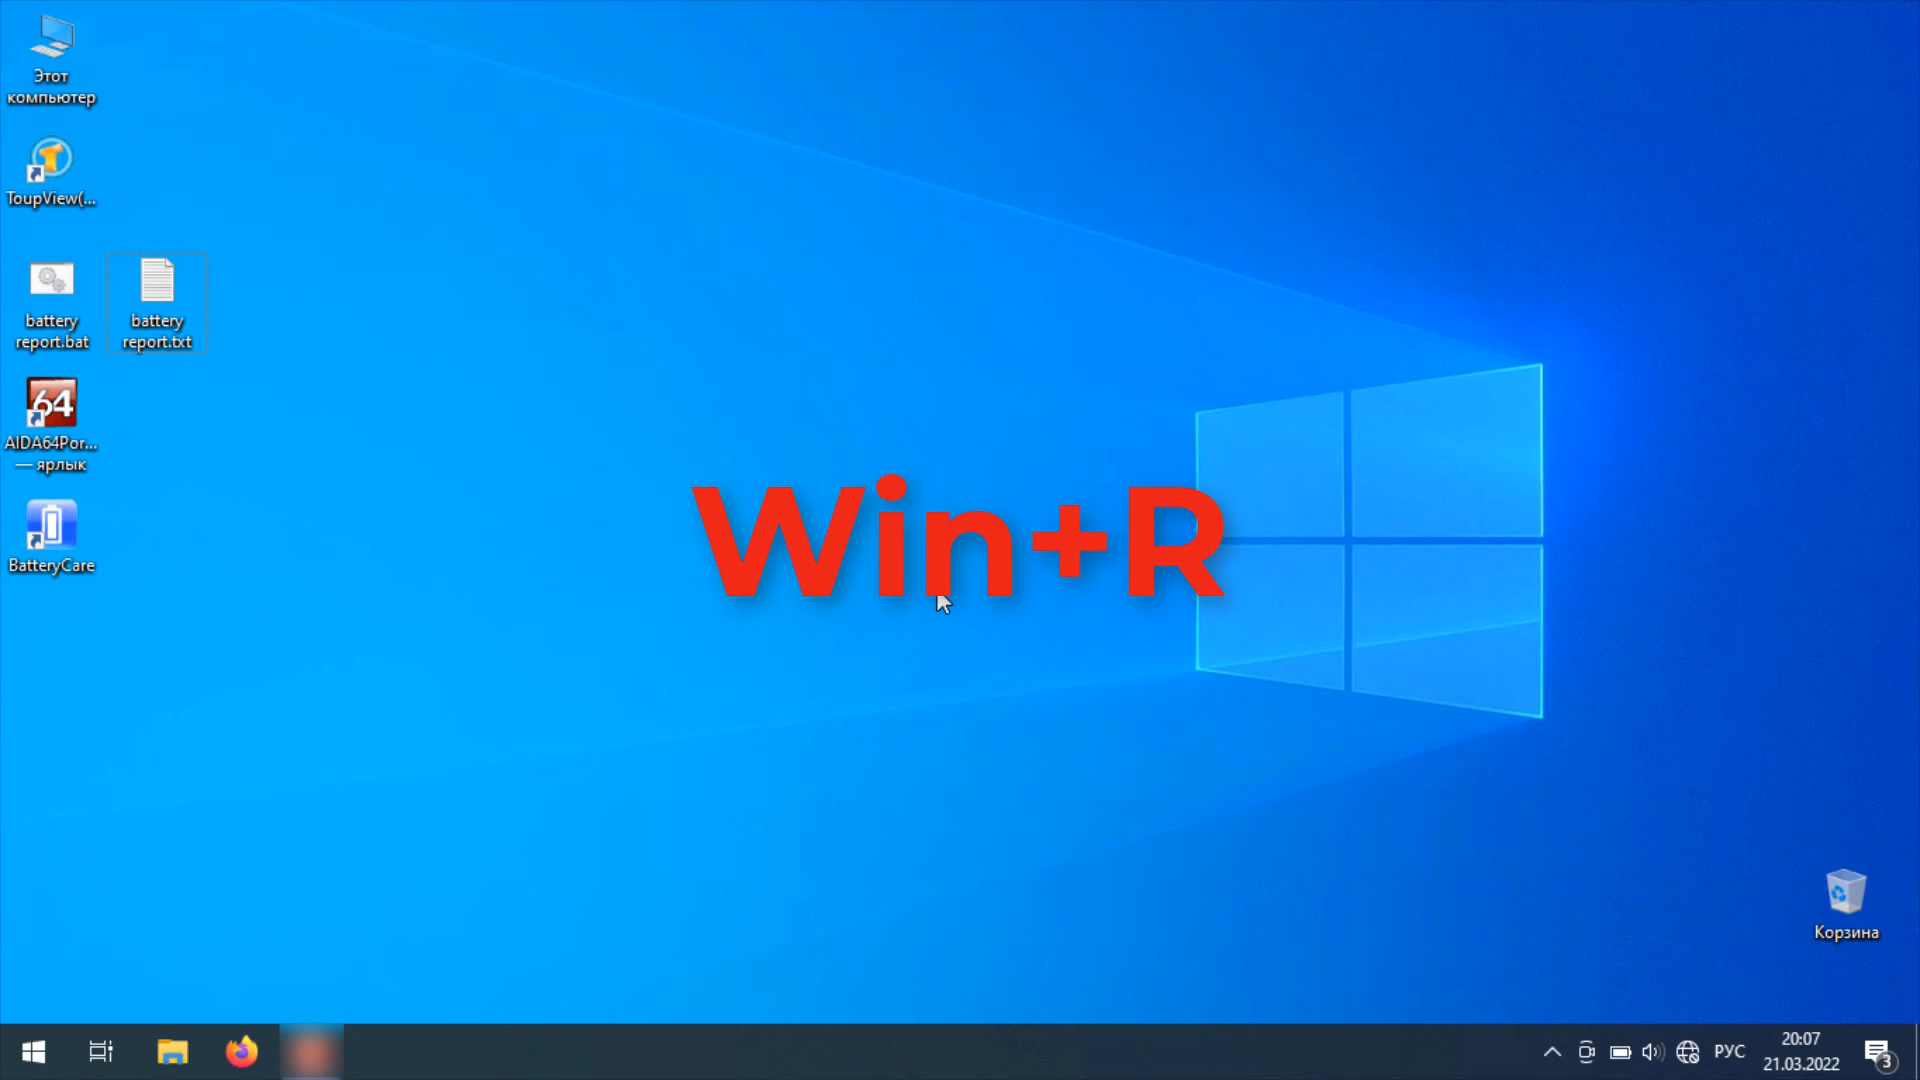 Этот
компьютер
ToupView(...
battery
report.bat
battery
report.txt
64
AIDA64Por...
— ярлык
BatteryCare
Win+R
Корзина
РУС
20:07
21.03.2022
3